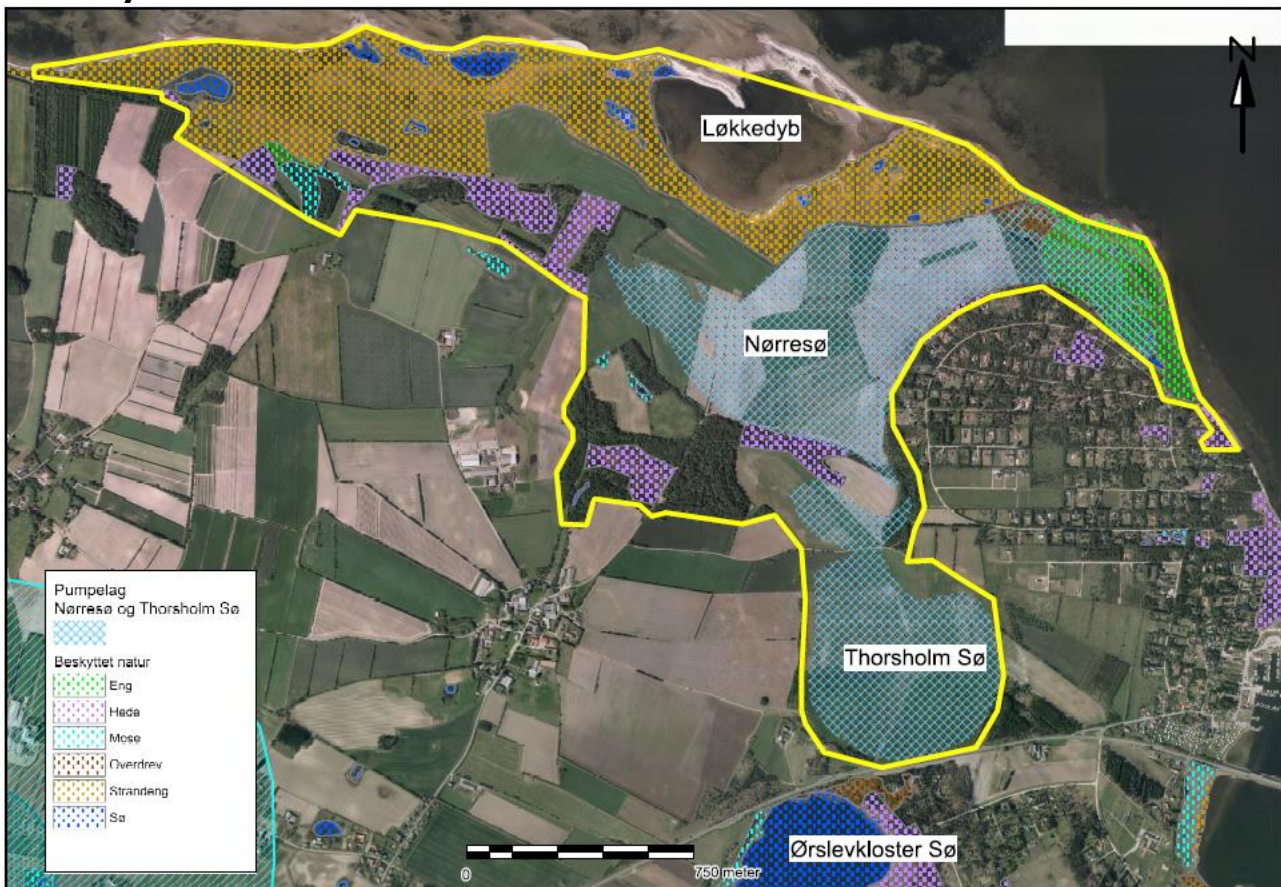 N
Løkkedyb
Nørresø
Thorsholm Sø
Ørslevkloster Sø
Pumpelag
Nørresø og Thorsholm Sø
Beskyttet natur
Eng
Hede
Mose
Overdrev
Strandeng
Sø
0
750 meter